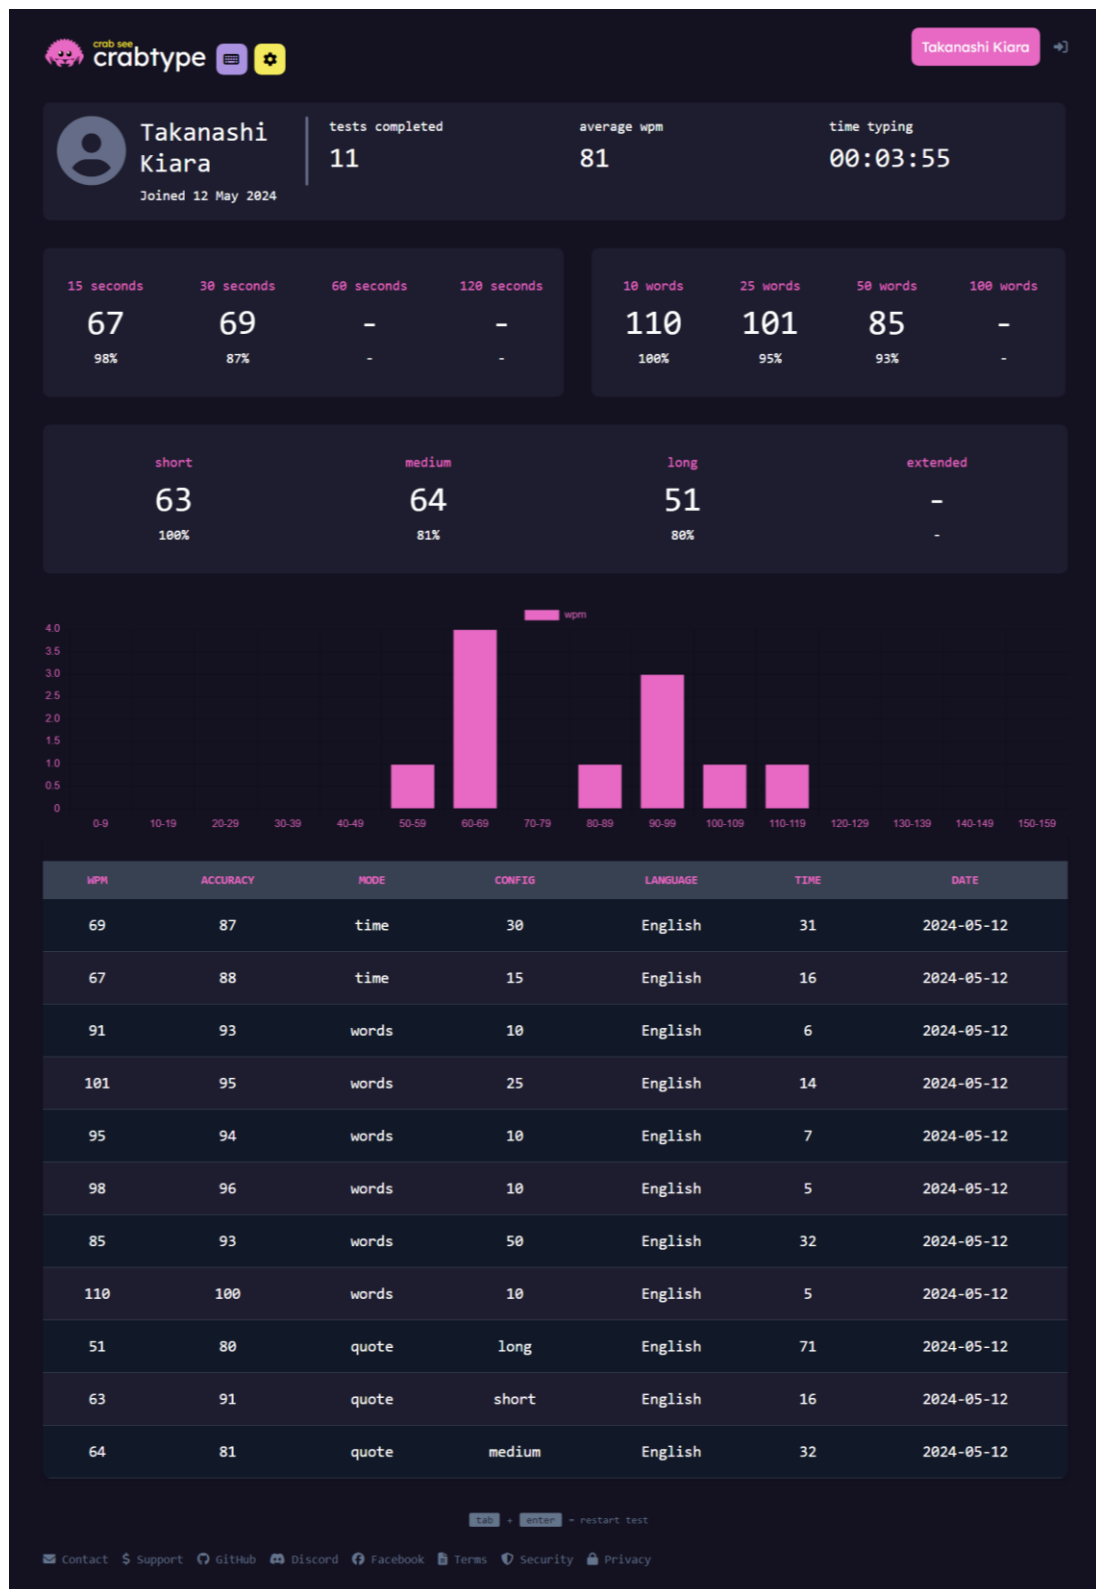 crab see
crabtype
Takanashi Kiara
Takanashi
Kiara
Joined 12 May 2024
tests completed
11
average wpm
81
time typing
00:03:55
15 seconds 30 seconds 60 seconds 120 seconds
67 69 - -
98% 87% - -
10 words 25 words 50 words 100 words
110 101 85 -
100% 95% 93% -
short medium long extended
63 64 51 -
100% 81% 80% -
wpm
4.0
3.5
3.0
2.5
2.0
1.5
1.0
0.5
0
0-9 10-19 20-29 30-39 40-49 50-59 60-69 70-79 80-89 90-99 100-109 110-119 120-129 130-139 140-149 150-159
WPM ACCURACY MODE CONFIG LANGUAGE TIME DATE
69 87 time 30 English 31 2024-05-12
67 88 time 15 English 16 2024-05-12
91 93 words 10 English 6 2024-05-12
101 95 words 25 English 14 2024-05-12
95 94 words 10 English 7 2024-05-12
98 96 words 10 English 5 2024-05-12
85 93 words 50 English 32 2024-05-12
110 100 words 10 English 5 2024-05-12
51 80 quote long English 71 2024-05-12
63 91 quote short English 16 2024-05-12
64 81 quote medium English 32 2024-05-12
tab + enter - restart test
Contact Support GitHub Discord Facebook Terms Security Privacy